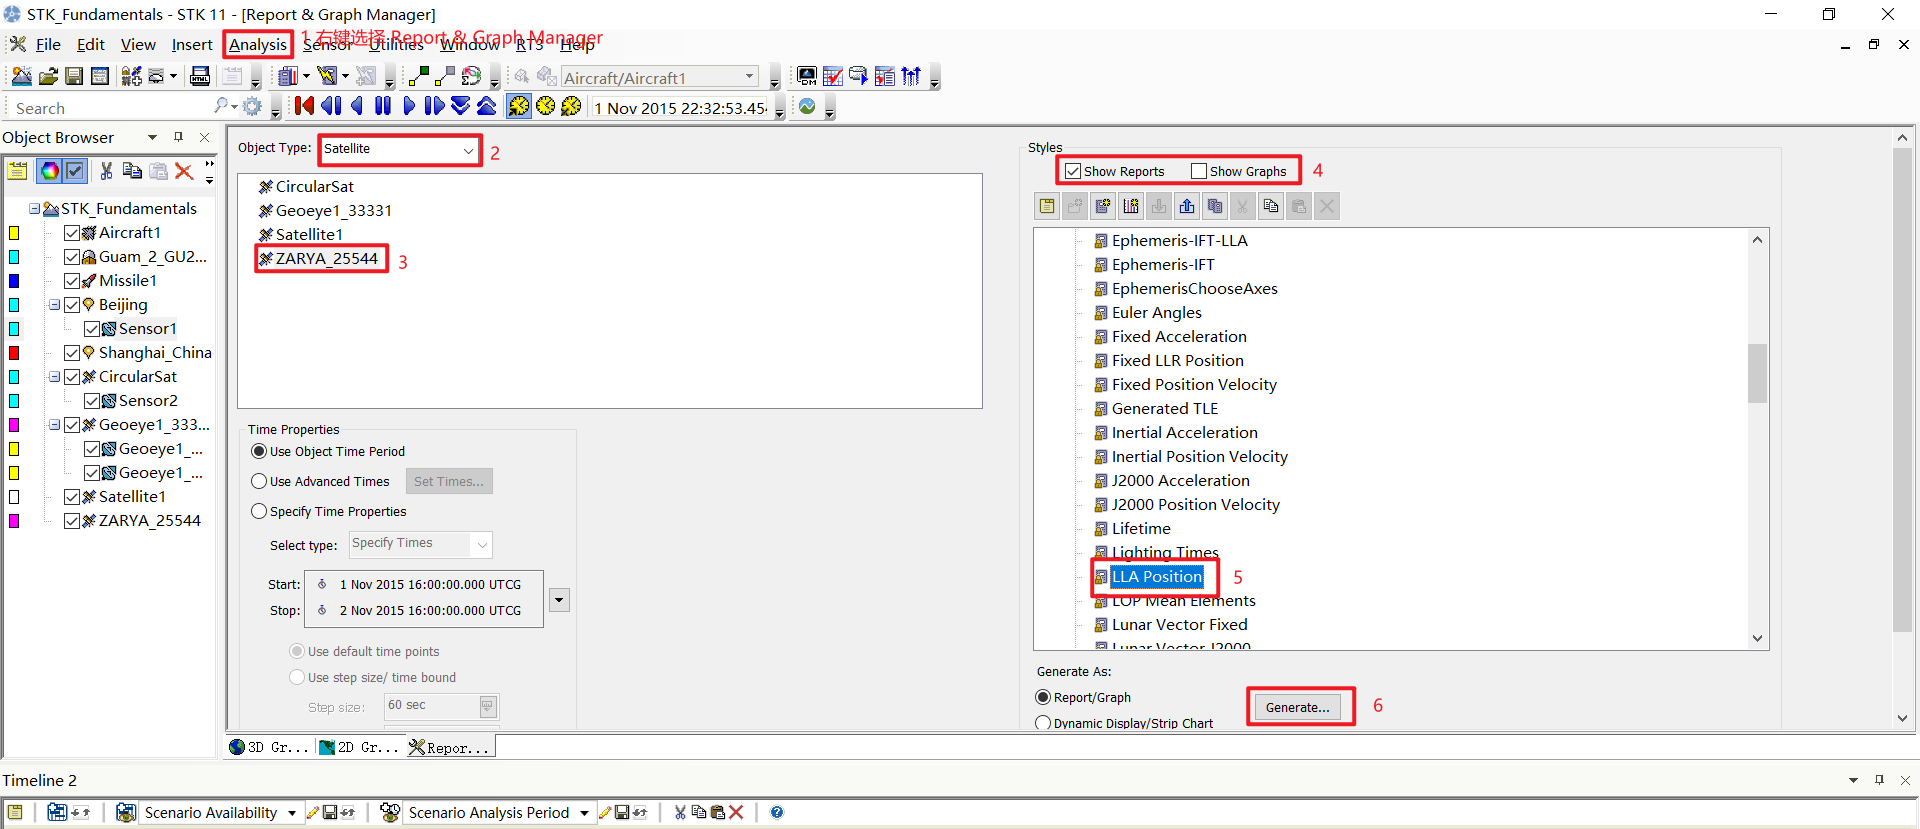 STK_Fundamentals - STK 11 - [Report & Graph Manager]
File Edit View Insert Analysis Sensor Utilities Window RT3 Help
1 右键选择 Report & Graph Manager
Aircraft/Aircraft1
Search
1 Nov 2015 22:32:53.454
Object Browser
STK_Fundamentals
Aircraft1
Guam_2_GU2...
Missile1
Beijing
Sensor1
Shanghai_China
CircularSat
Sensor2
Geoeye1_333...
Geoeye1_...
Geoeye1_...
Satellite1
ZARYA_25544
Object Type: Satellite 2
CircularSat
Geoeye1_33331
Satellite1
ZARYA_25544 3
Time Properties
Use Object Time Period
Use Advanced Times Set Times...
Specify Time Properties
Select type: Specify Times
Start: 1 Nov 2015 16:00:00.000 UTCG
Stop: 2 Nov 2015 16:00:00.000 UTCG
Use default time points
Use step size/ time bound
Step size: 60 sec
Styles
Show Reports Show Graphs 4
Ephemeris-IFT-LLA
Ephemeris-IFT
EphemerisChooseAxes
Euler Angles
Fixed Acceleration
Fixed LLR Position
Fixed Position Velocity
Generated TLE
Inertial Acceleration
Inertial Position Velocity
J2000 Acceleration
J2000 Position Velocity
Lifetime
Lighting Times
LLA Position 5
LOP Mean Elements
Lunar Vector Fixed
Lunar Vector J2000
Generate As:
Report/Graph
Dynamic Display/Strip Chart
Generate... 6
3D Gr... 2D Gr... Repor...
Timeline 2
Scenario Availability Scenario Analysis Period